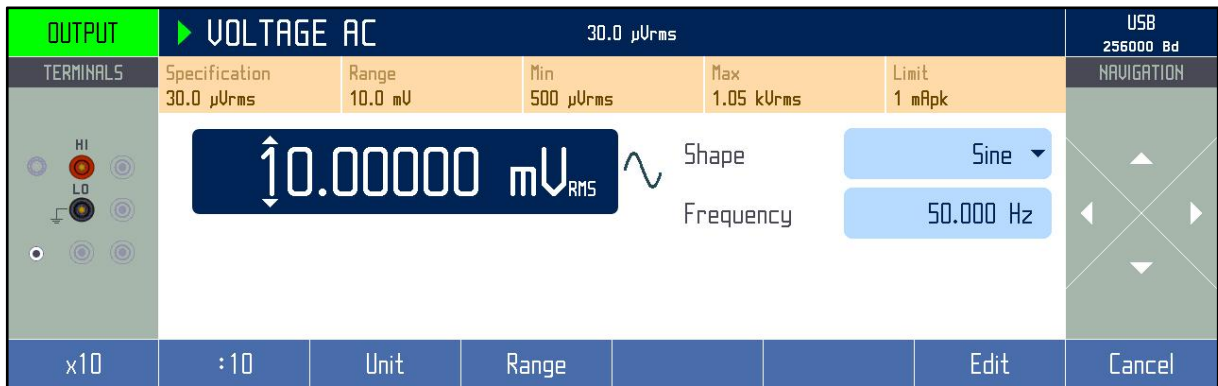 OUTPUT
VOLTAGE AC
30.0 µVrms
USB
256000 Bd
TERMINALS
Specification
30.0 µVrms
Range
10.0 mV
Min
500 µVrms
Max
1.05 kVrms
Limit
1 mApk
NAVIGATION
HI
LO
10.00000 mVRMS
Shape
Sine
Frequency
50.000 Hz
x10
:10
Unit
Range
Edit
Cancel